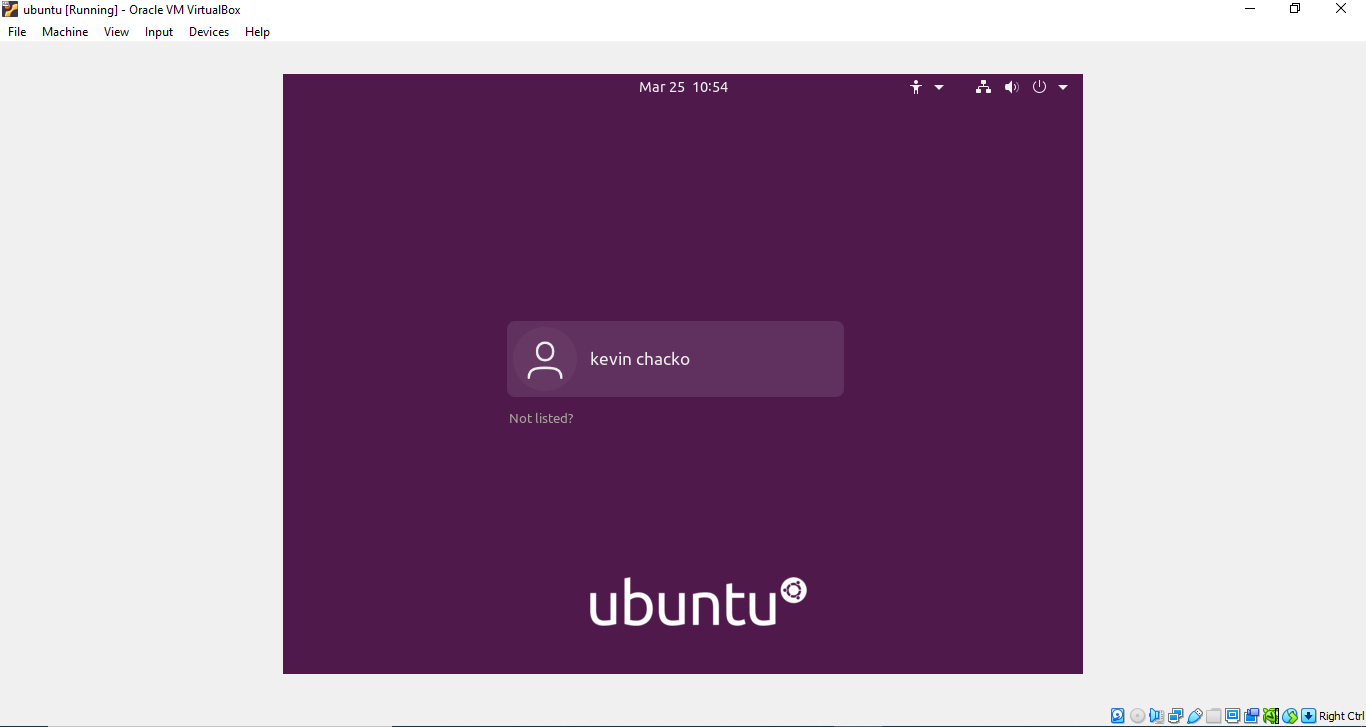 ubuntu [Running] - Oracle VM VirtualBox
File Machine View Input Devices Help
Mar 25 10:54
kevin chacko
Not listed?
ubuntu
Right Ctrl